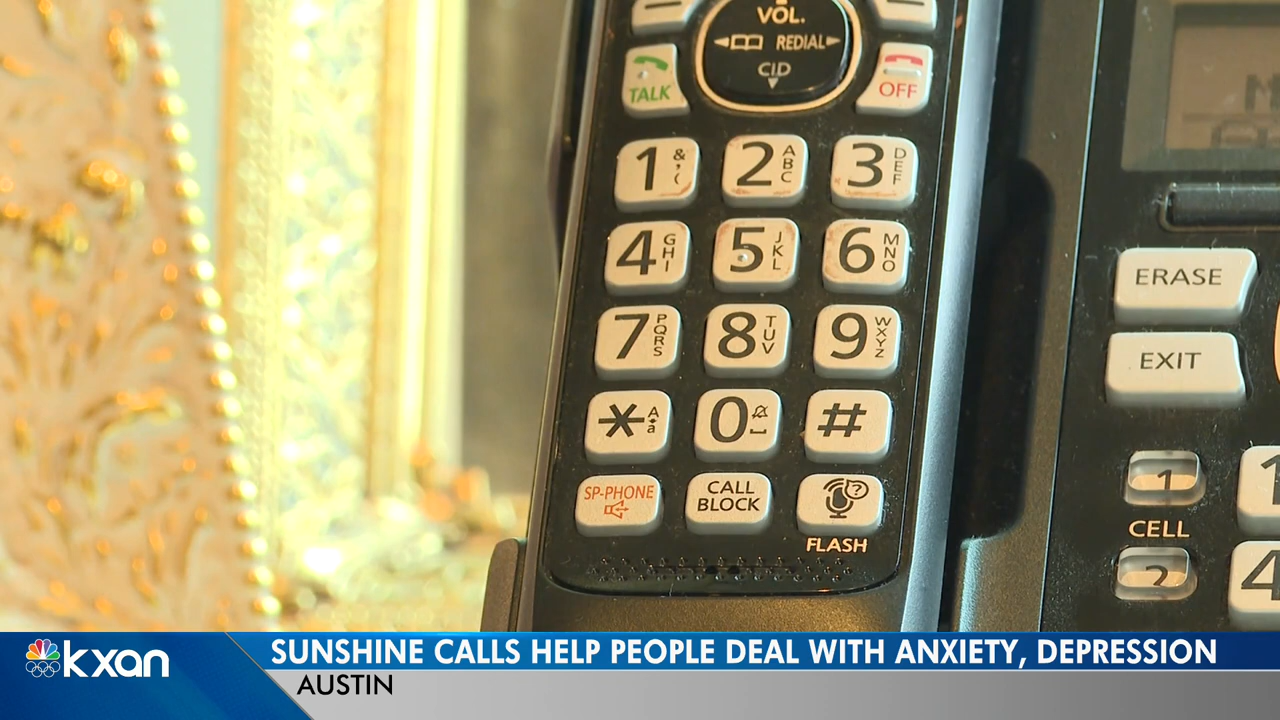 VOL.
REDIAL
CID
TALK
OFF
1 & ' (
2 ABC
3 DEF
4 GHI
5 JKL
6 MNO
7 PQRS
8 TUV
9 WXYZ
* A a
0
#
SP-PHONE
CALL
BLOCK
?
FLASH
ERASE
EXIT
1
CELL
2
1
4
kxan
SUNSHINE CALLS HELP PEOPLE DEAL WITH ANXIETY, DEPRESSION
AUSTIN